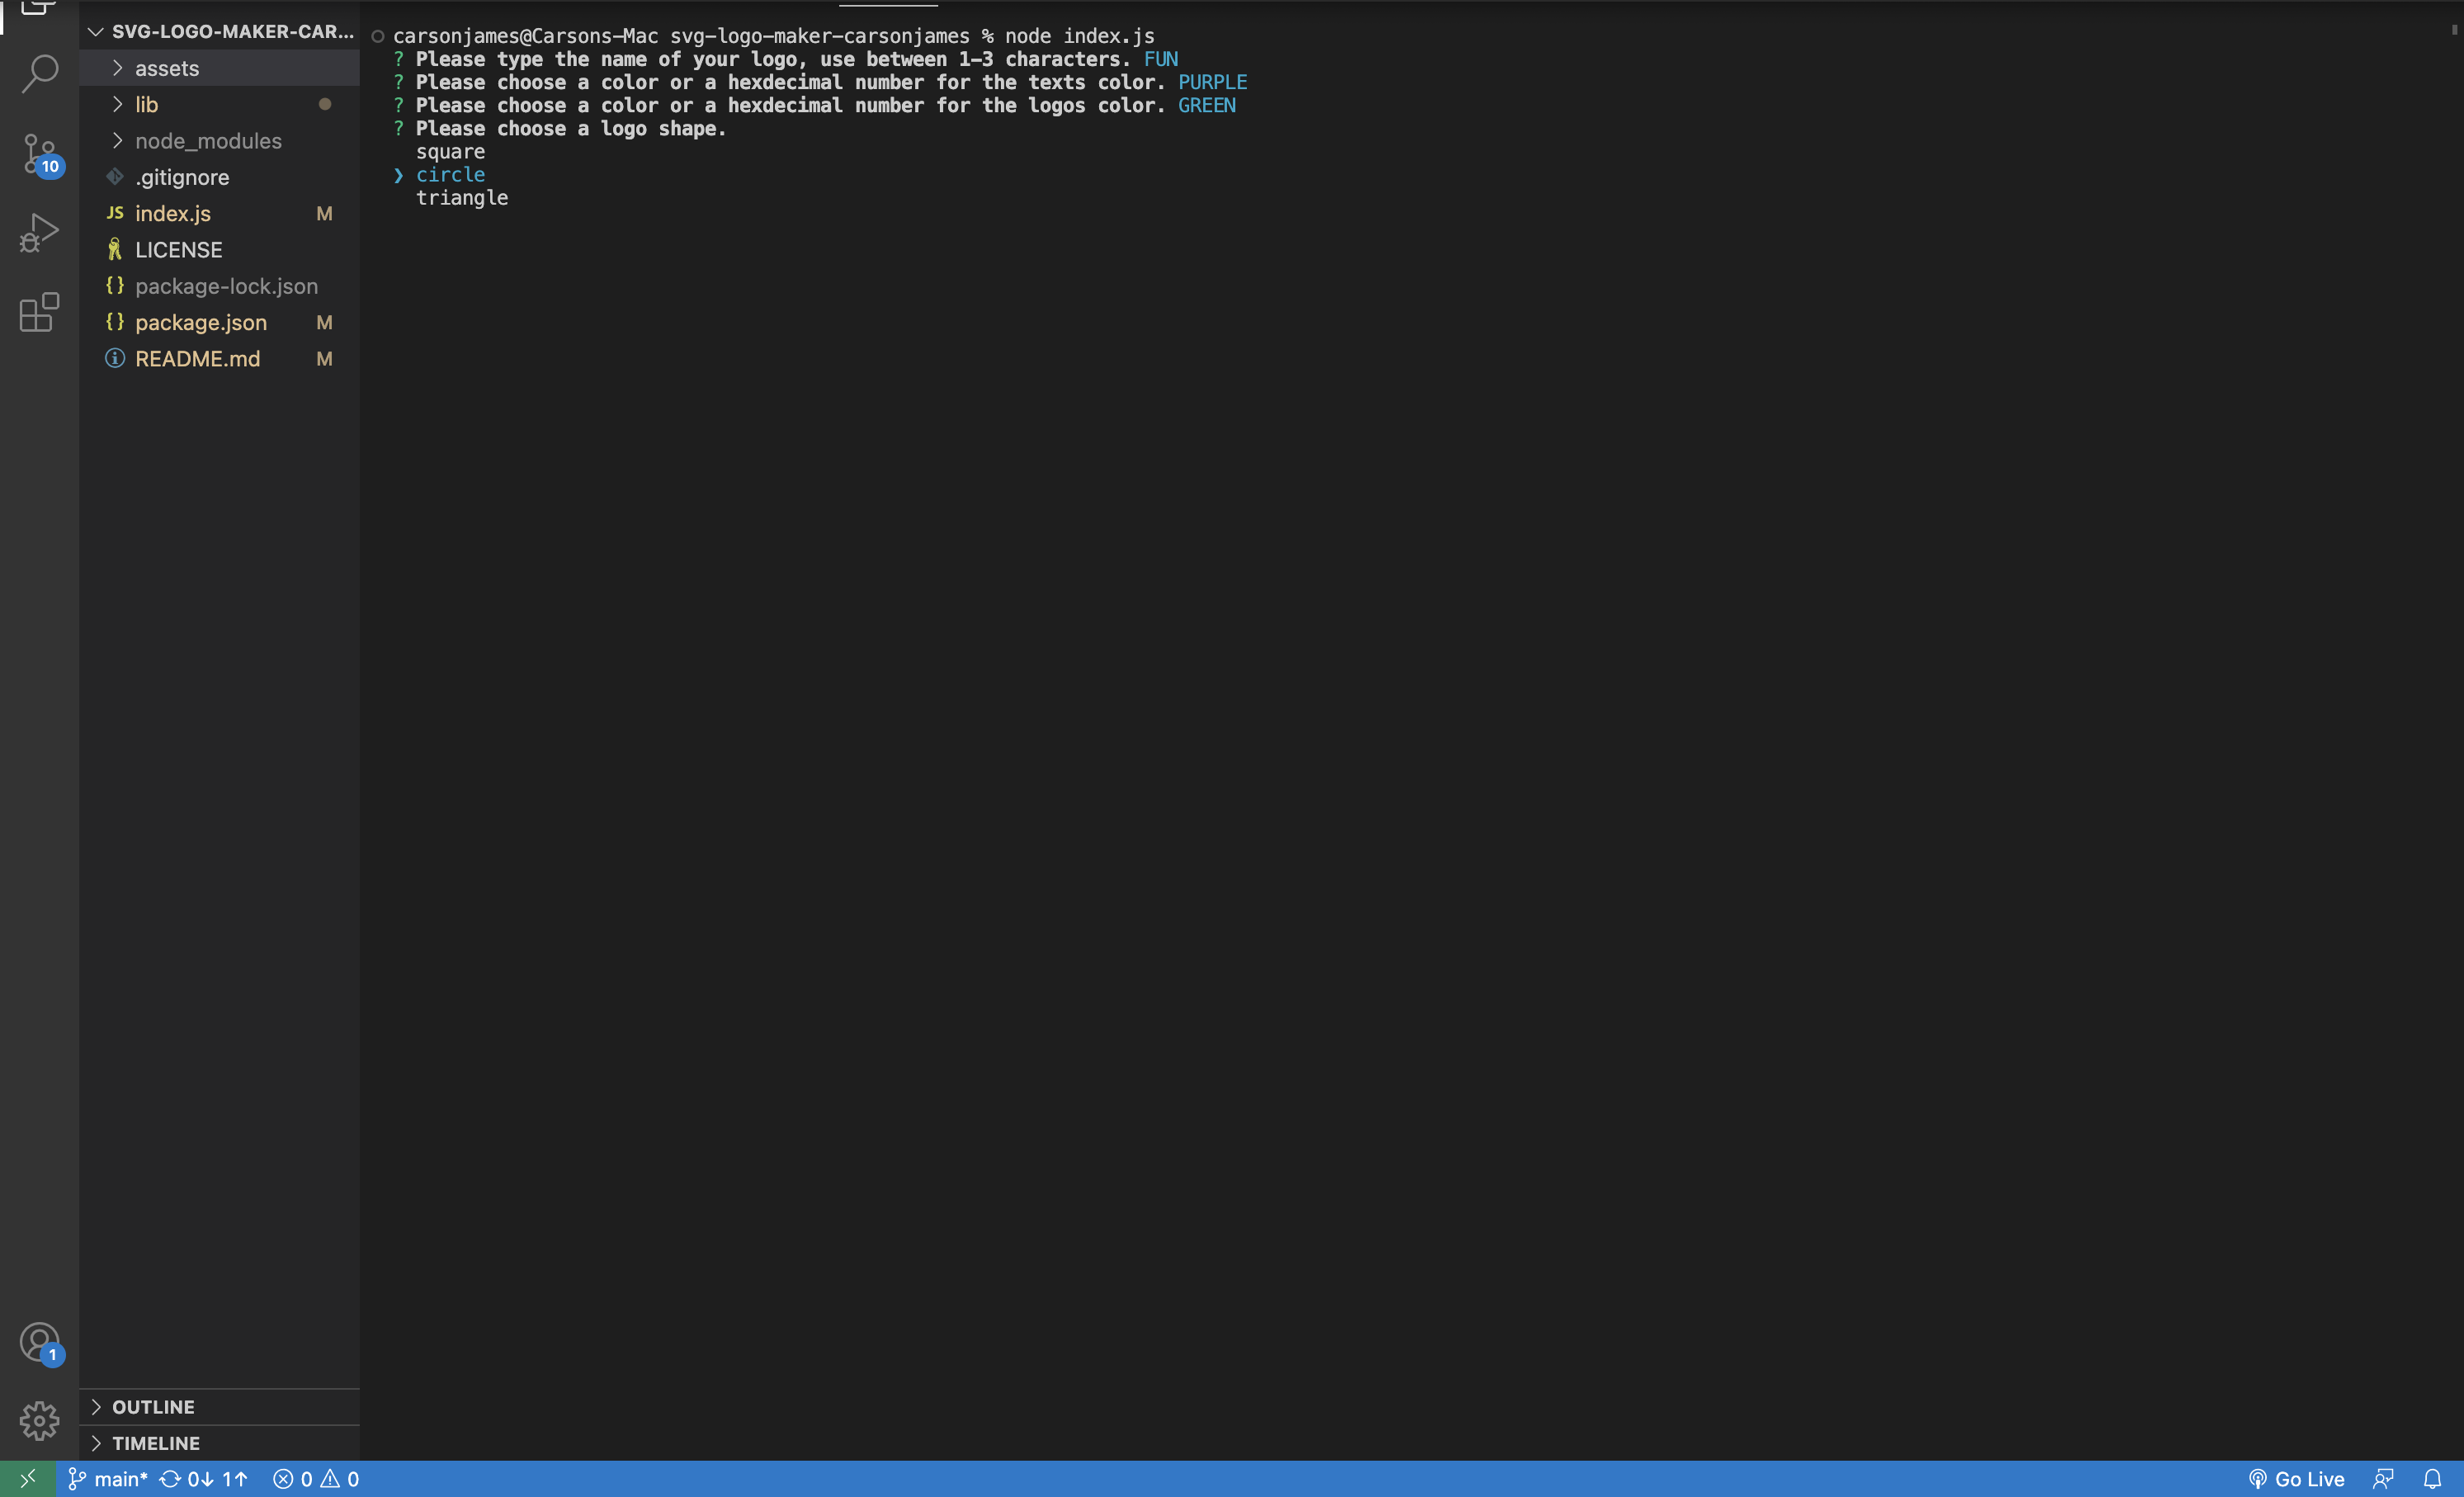 SVG-LOGO-MAKER-CAR...
assets
lib
node_modules
.gitignore
JS index.js M
LICENSE
{} package-lock.json
{} package.json M
README.md M
10
1
OUTLINE
TIMELINE
carsonjames@Carsons-Mac svg-logo-maker-carsonjames % node index.js
? Please type the name of your logo, use between 1-3 characters. FUN
? Please choose a color or a hexdecimal number for the texts color. PURPLE
? Please choose a color or a hexdecimal number for the logos color. GREEN
? Please choose a logo shape.
square
❯ circle
triangle
main* 0↓ 1↑ 0 0 Go Live